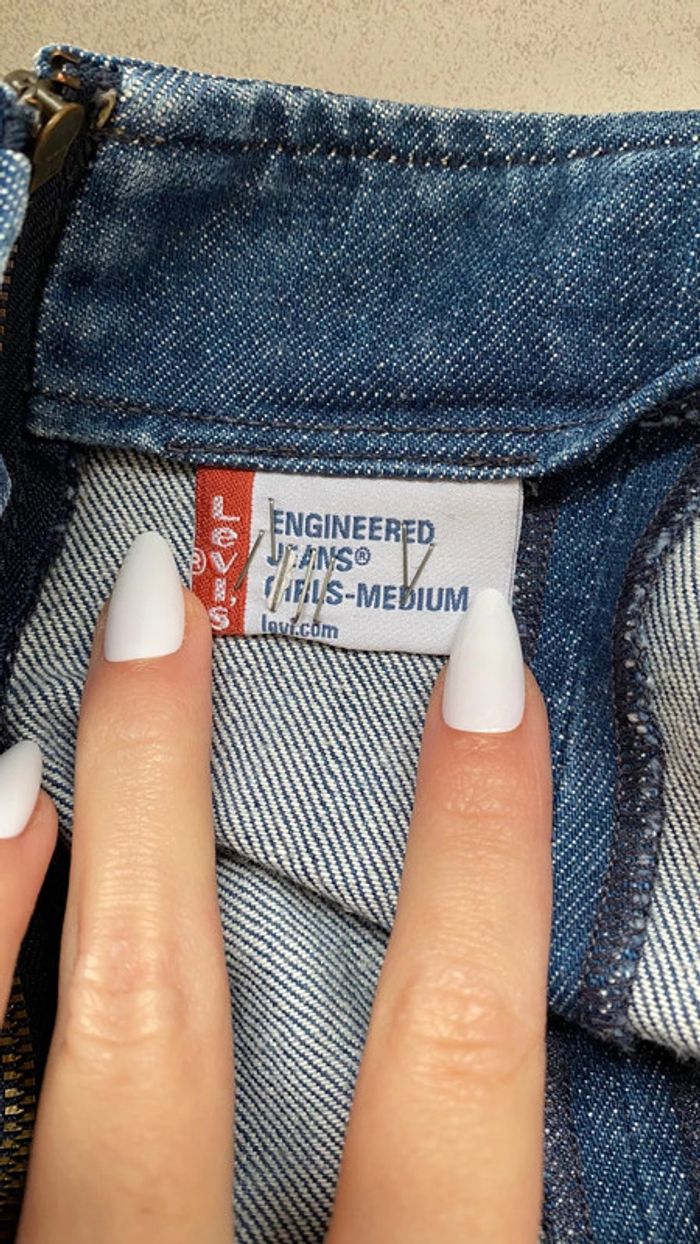 Levi's
®
ENGINEERED
JEANS®
GIRLS-MEDIUM
levi.com